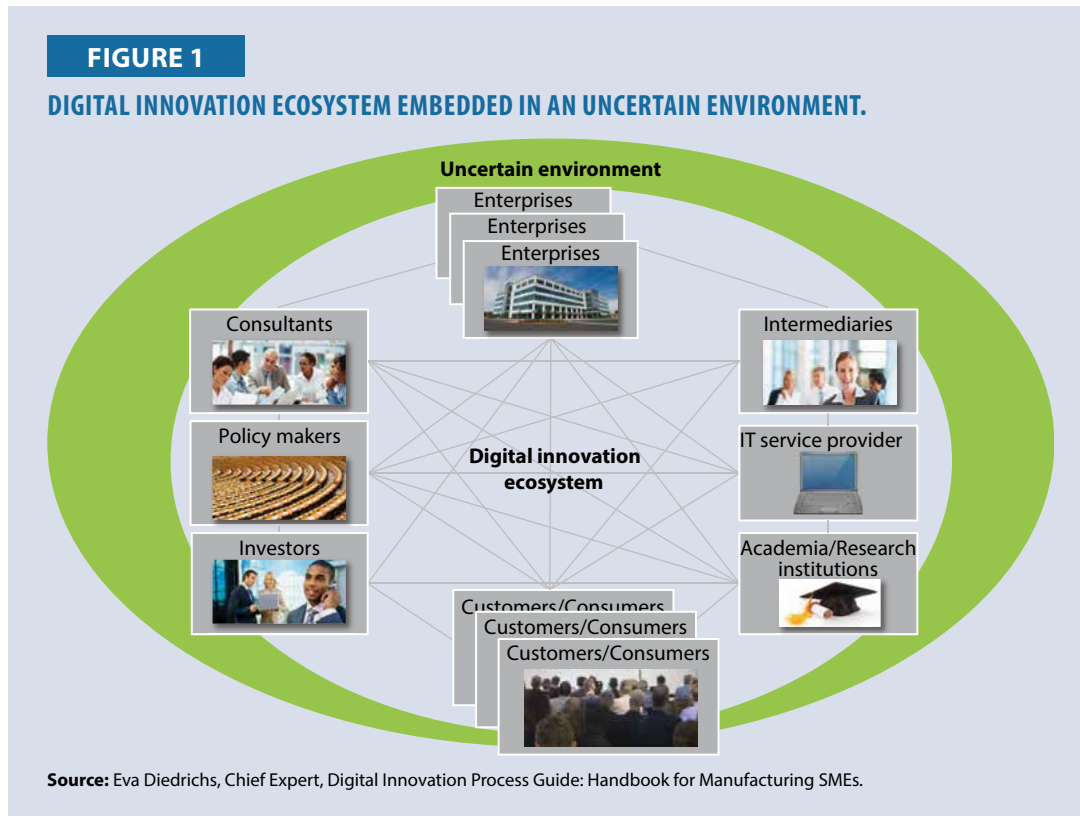 FIGURE 1
DIGITAL INNOVATION ECOSYSTEM EMBEDDED IN AN UNCERTAIN ENVIRONMENT.
Uncertain environment
Enterprises
Enterprises
Enterprises
Consultants
Intermediaries
Policy makers
IT service provider
Digital innovation
ecosystem
Investors
Academia/Research
institutions
Customers/Consumers
Customers/Consumers
Customers/Consumers
Source: Eva Diedrichs, Chief Expert, Digital Innovation Process Guide: Handbook for Manufacturing SMEs.